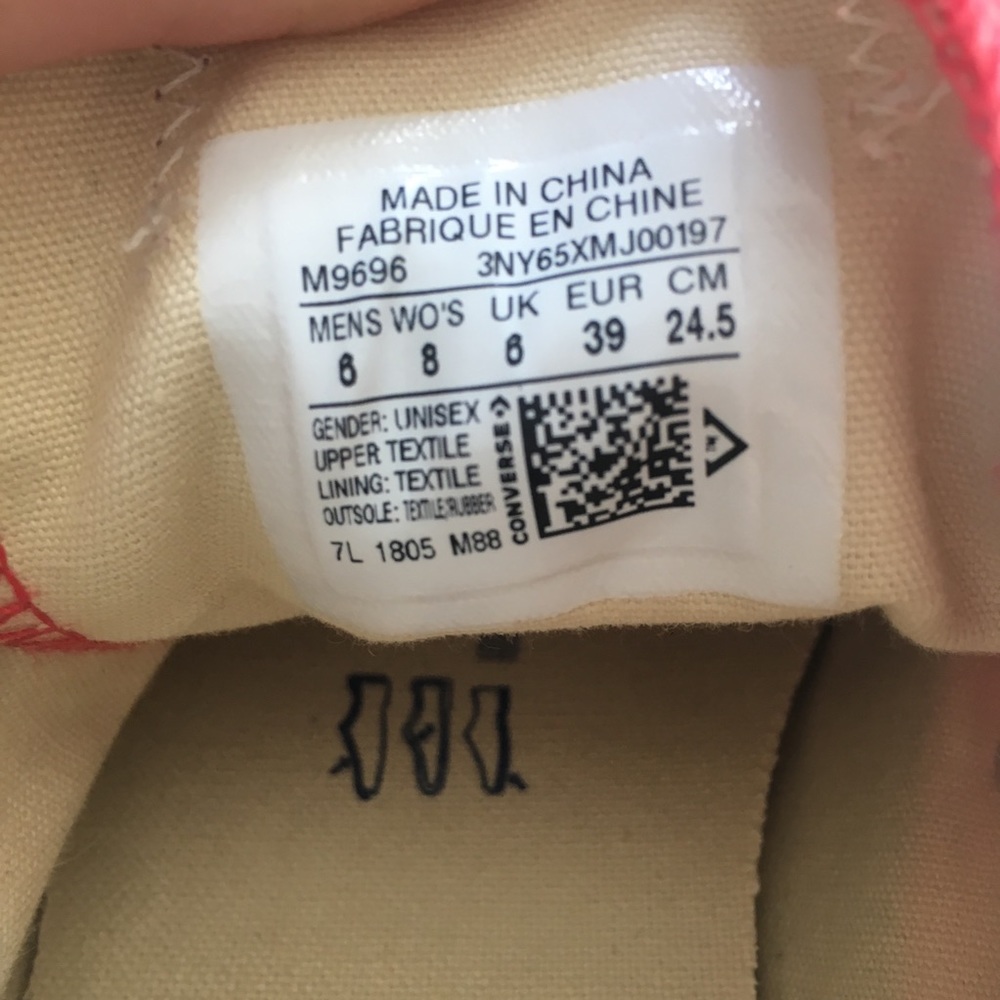 MADE IN CHINA
FABRIQUE EN CHINE
M9696 3NY65XMJ00197
MENS WO'S UK EUR CM
6 8 6 39 24.5
GENDER: UNISEX
UPPER TEXTILE
LINING: TEXTILE
OUTSOLE: TEXTILE/RUBBER
7L 1805 M88
CONVERSE